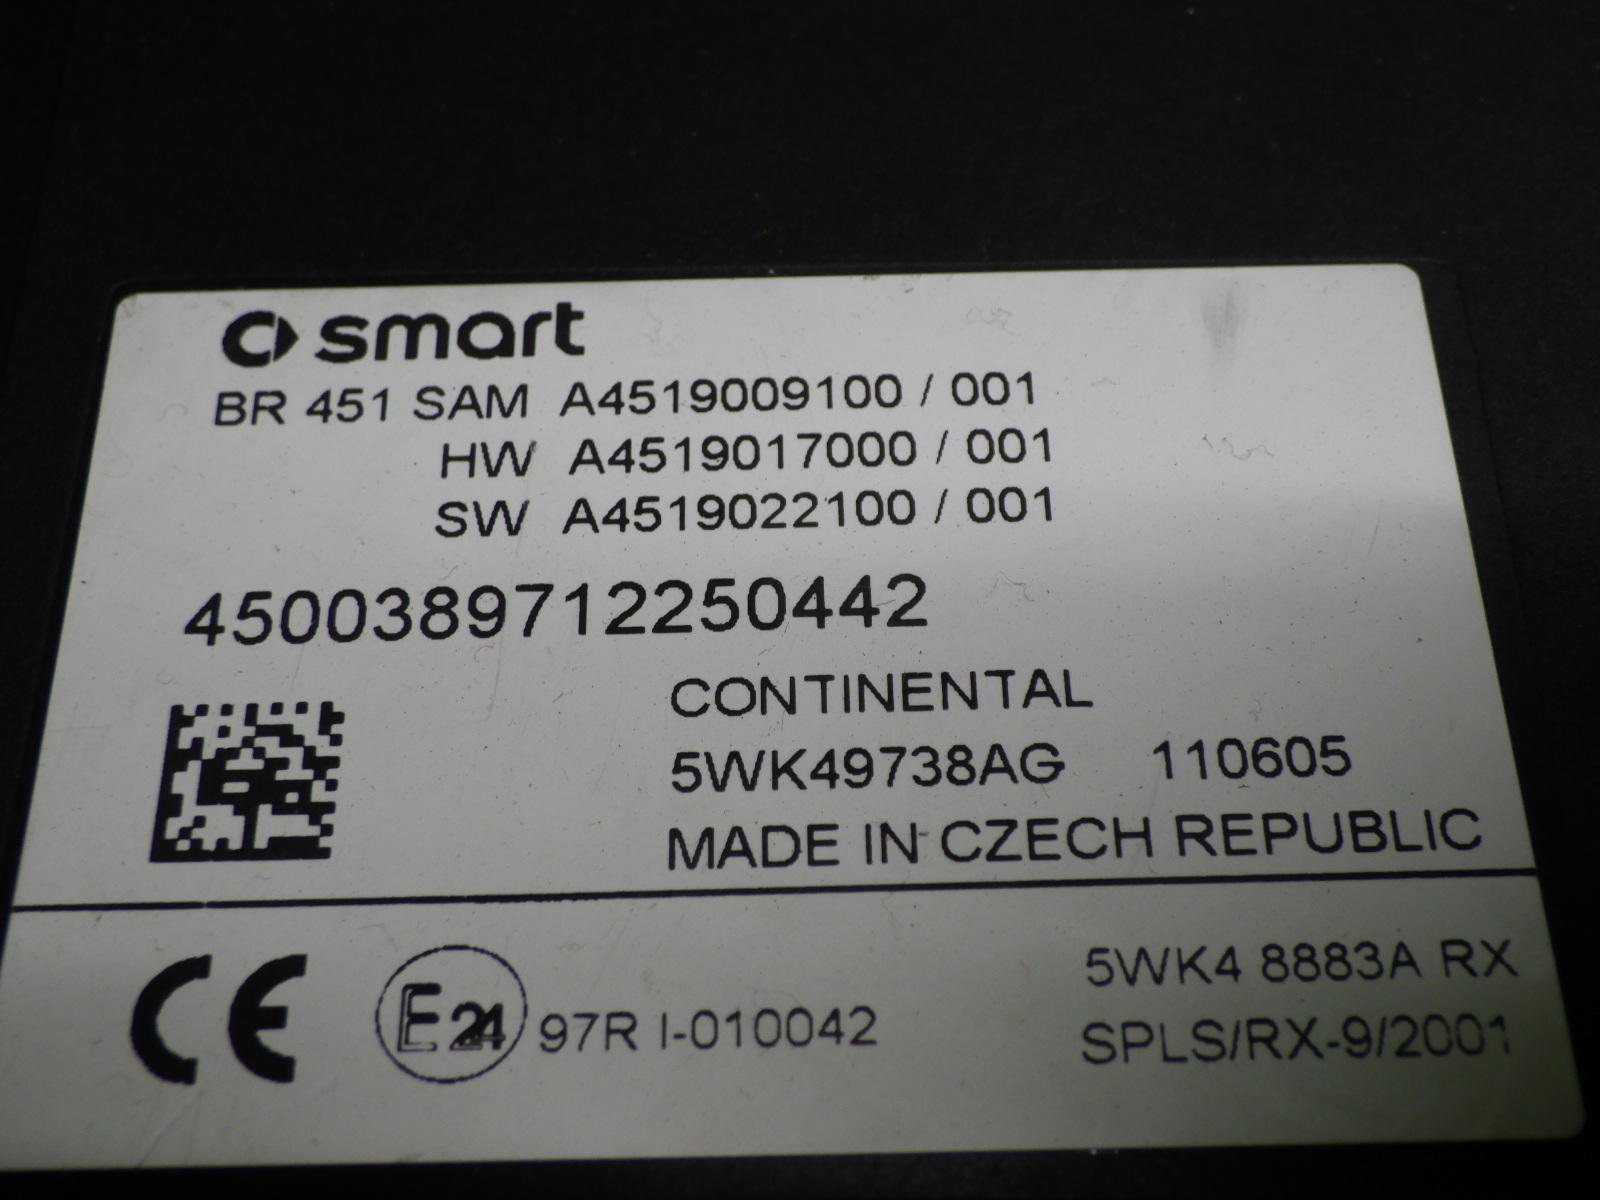 smart
BR 451 SAM A4519009100 / 001
HW A4519017000 / 001
SW A4519022100 / 001
4500389712250442
CONTINENTAL
5WK49738AG 110605
MADE IN CZECH REPUBLIC
CE E24 97R I-010042
5WK4 8883A RX
SPLS/RX-9/2001